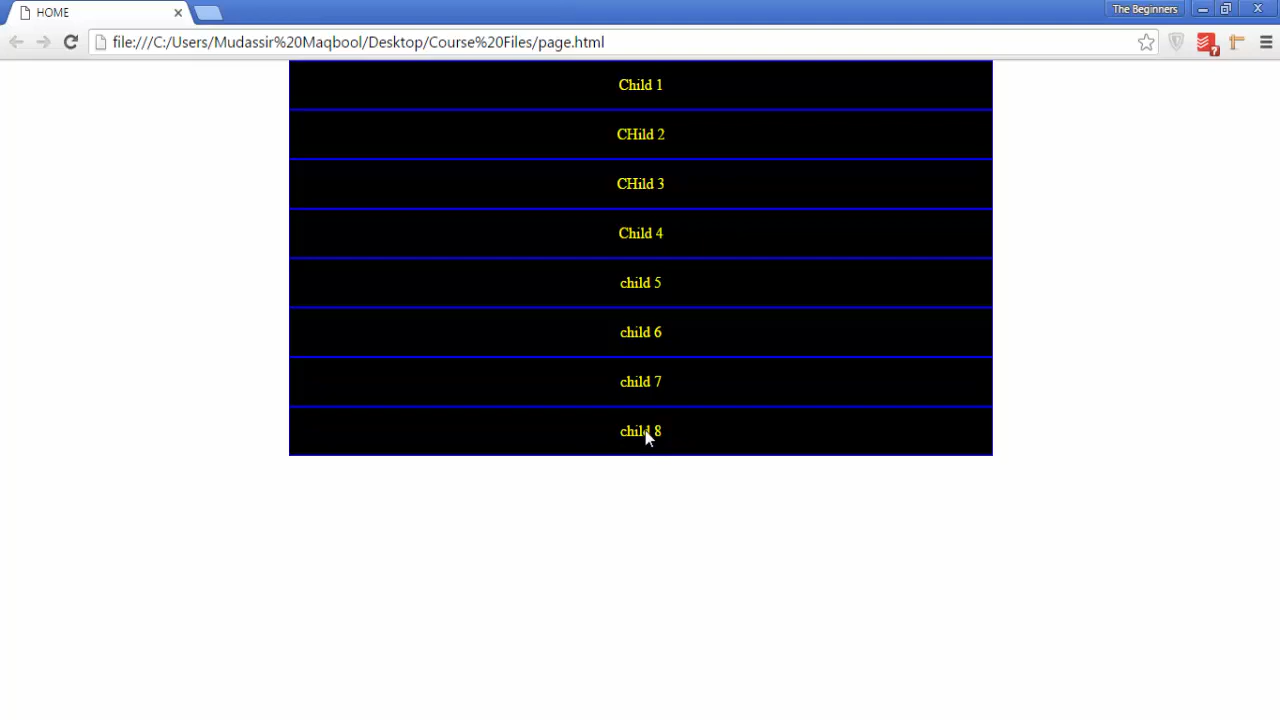 HOME
The Beginners
file:///C:/Users/Mudassir%20Maqbool/Desktop/Course%20Files/page.html
?
Child 1
CHild 2
CHild 3
Child 4
child 5
child 6
child 7
child 8